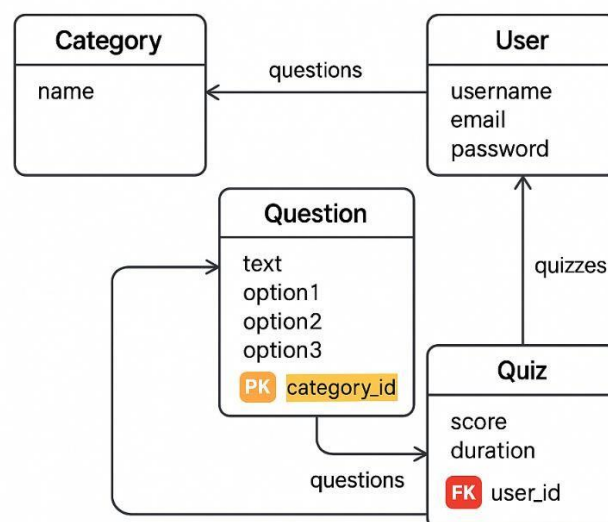 Category
name
questions
User
username
email
password
Question
text
option1
option2
option3
PK category_id
quizzes
Quiz
score
duration
FK user_id
questions